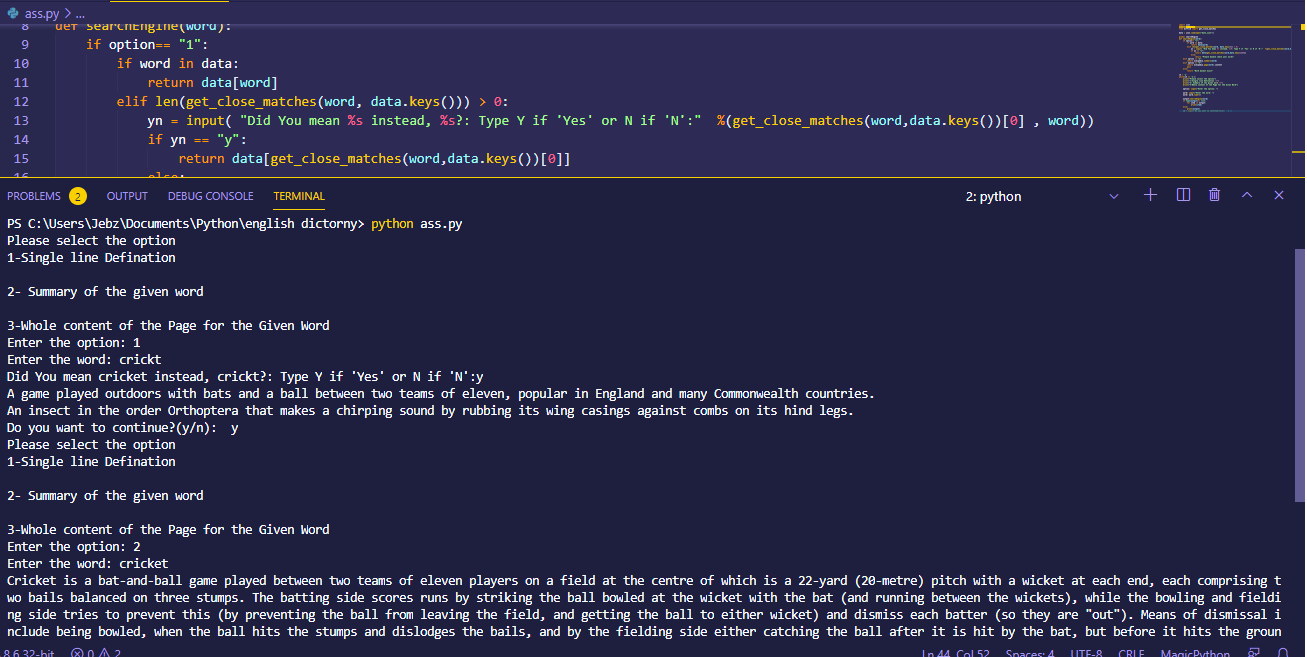 ass.py > ...
8 def searchEngine(word):
9 if option== "1":
10 if word in data:
11 return data[word]
12 elif len(get_close_matches(word, data.keys())) > 0:
13 yn = input( "Did You mean %s instead, %s?: Type Y if 'Yes' or N if 'N':" %(get_close_matches(word,data.keys())[0] , word))
14 if yn == "y":
15 return data[get_close_matches(word,data.keys())[0]]
16 else:
PROBLEMS 2 OUTPUT DEBUG CONSOLE TERMINAL 2: python
PS C:\Users\Jebz\Documents\Python\english dictorny> python ass.py
Please select the option
1-Single line Defination
2- Summary of the given word
3-Whole content of the Page for the Given Word
Enter the option: 1
Enter the word: crickt
Did You mean cricket instead, crickt?: Type Y if 'Yes' or N if 'N':y
A game played outdoors with bats and a ball between two teams of eleven, popular in England and many Commonwealth countries.
An insect in the order Orthoptera that makes a chirping sound by rubbing its wing casings against combs on its hind legs.
Do you want to continue?(y/n): y
Please select the option
1-Single line Defination
2- Summary of the given word
3-Whole content of the Page for the Given Word
Enter the option: 2
Enter the word: cricket
Cricket is a bat-and-ball game played between two teams of eleven players on a field at the centre of which is a 22-yard (20-metre) pitch with a wicket at each end, each comprising t
wo bails balanced on three stumps. The batting side scores runs by striking the ball bowled at the wicket with the bat (and running between the wickets), while the bowling and fieldi
ng side tries to prevent this (by preventing the ball from leaving the field, and getting the ball to either wicket) and dismiss each batter (so they are "out"). Means of dismissal i
nclude being bowled, when the ball hits the stumps and dislodges the bails, and by the fielding side either catching the ball after it is hit by the bat, but before it hits the groun
8.6 32-bit 0 2 Ln 44, Col 52 Spaces: 4 UTF-8 CRLF MagicPython